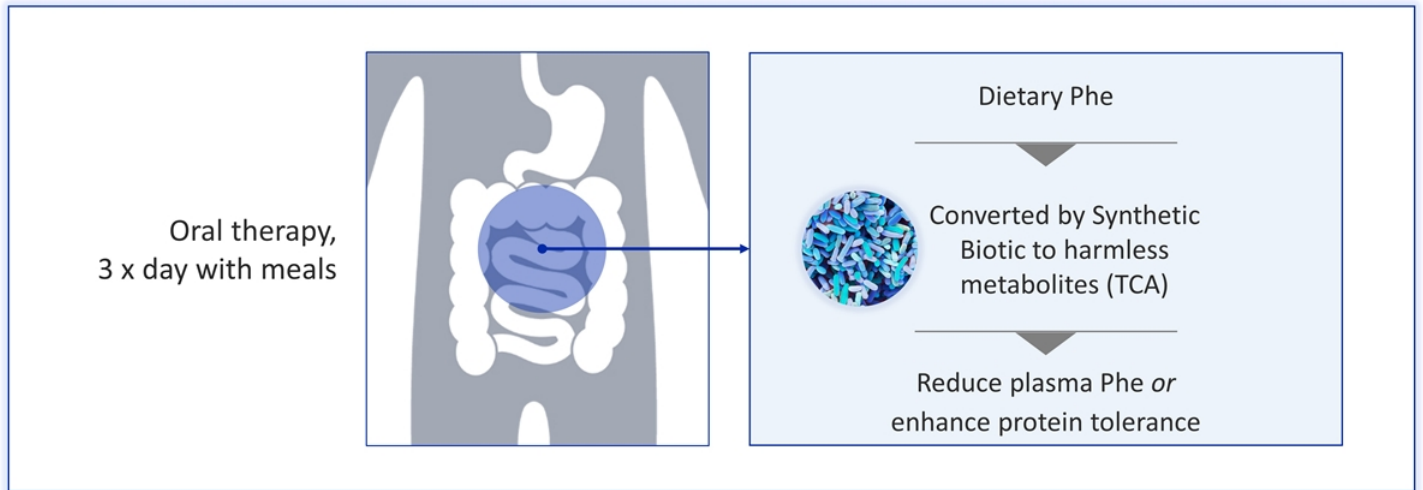 Oral therapy,
3 x day with meals
Dietary Phe
Converted by Synthetic
Biotic to harmless
metabolites (TCA)
Reduce plasma Phe or
enhance protein tolerance